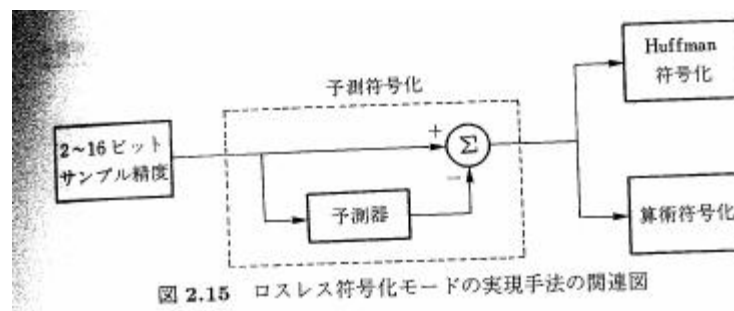 Huffman
符号化
予測符号化
2~16ビット
サンプル精度
+
Σ
−
予測器
算術符号化
図 2.15 ロスレス符号化モードの実現手法の関連図